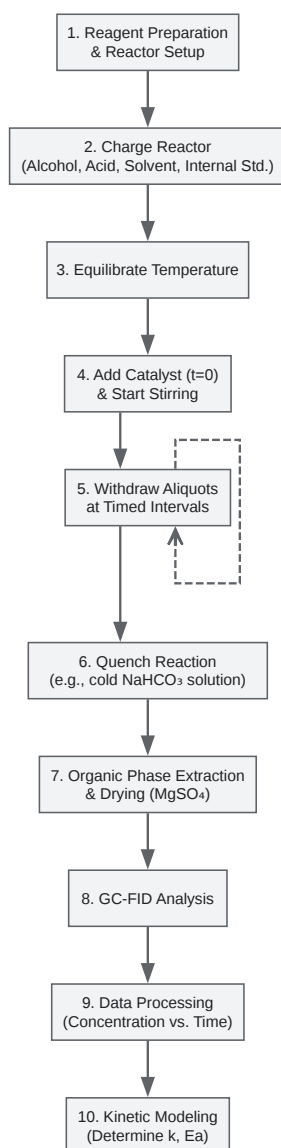 1. Reagent Preparation
& Reactor Setup
2. Charge Reactor
(Alcohol, Acid, Solvent, Internal Std.)
3. Equilibrate Temperature
4. Add Catalyst (t=0)
& Start Stirring
5. Withdraw Aliquots
at Timed Intervals
6. Quench Reaction
(e.g., cold NaHCO₃ solution)
7. Organic Phase Extraction
& Drying (MgSO₄)
8. GC-FID Analysis
9. Data Processing
(Concentration vs. Time)
10. Kinetic Modeling
(Determine k, Ea)